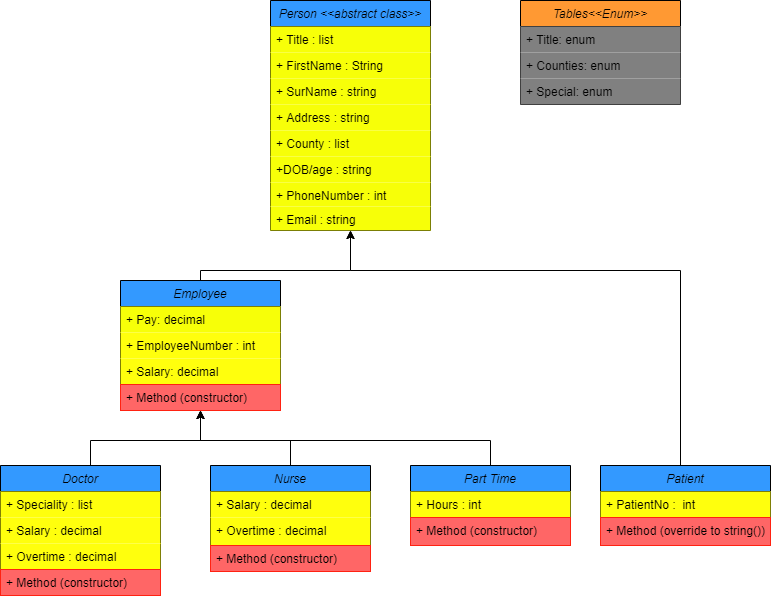 Person <<abstract class>>
+ Title : list
+ FirstName : String
+ SurName : string
+ Address : string
+ County : list
+DOB/age : string
+ PhoneNumber : int
+ Email : string
Tables<<Enum>>
+ Title: enum
+ Counties: enum
+ Special: enum
Employee
+ Pay: decimal
+ EmployeeNumber : int
+ Salary: decimal
+ Method (constructor)
Doctor
+ Speciality : list
+ Salary : decimal
+ Overtime : decimal
+ Method (constructor)
Nurse
+ Salary : decimal
+ Overtime : decimal
+ Method (constructor)
Part Time
+ Hours : int
+ Method (constructor)
Patient
+ PatientNo : int
+ Method (override to string())